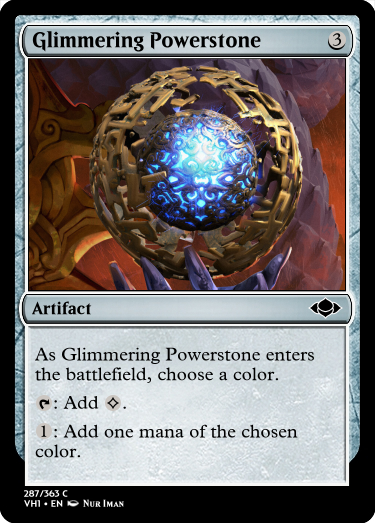 Glimmering Powerstone 3
Artifact
As Glimmering Powerstone enters
the battlefield, choose a color.
: Add .
1: Add one mana of the chosen
color.
287/363 C
VH1 • EN Nur Iman